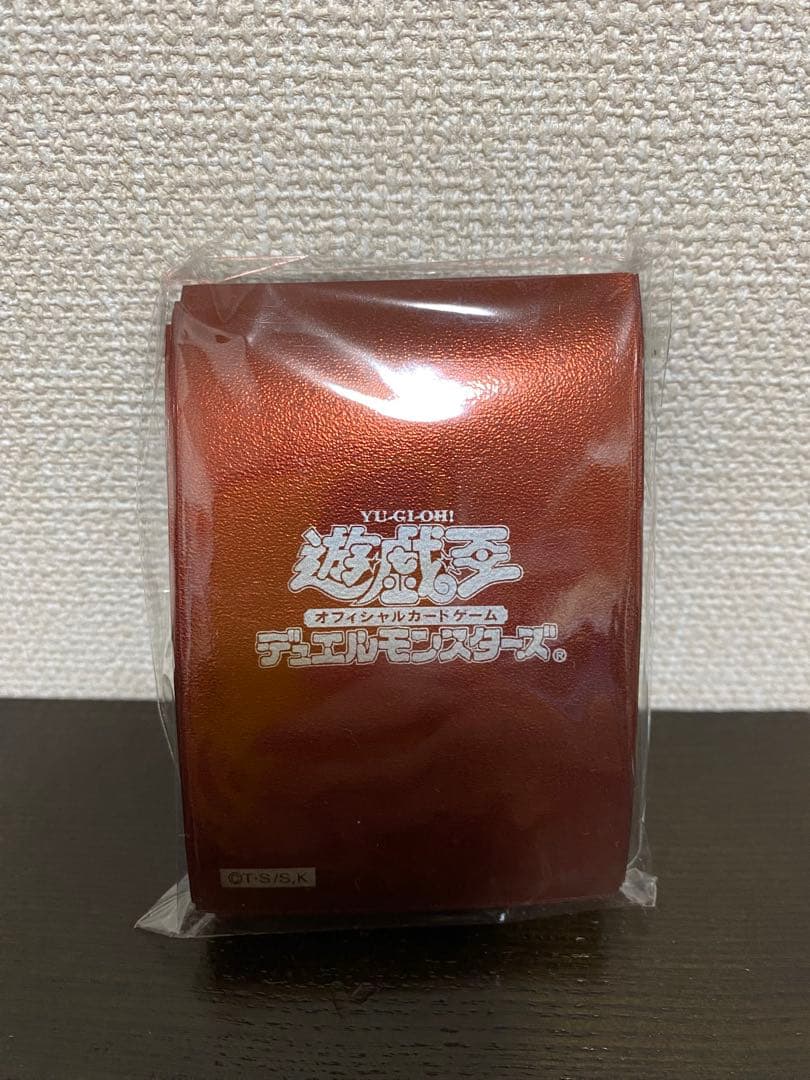 YU-GI-OH!
遊戯王
オフィシャルカードゲーム
デュエルモンスターズ®
©T・S/S,K